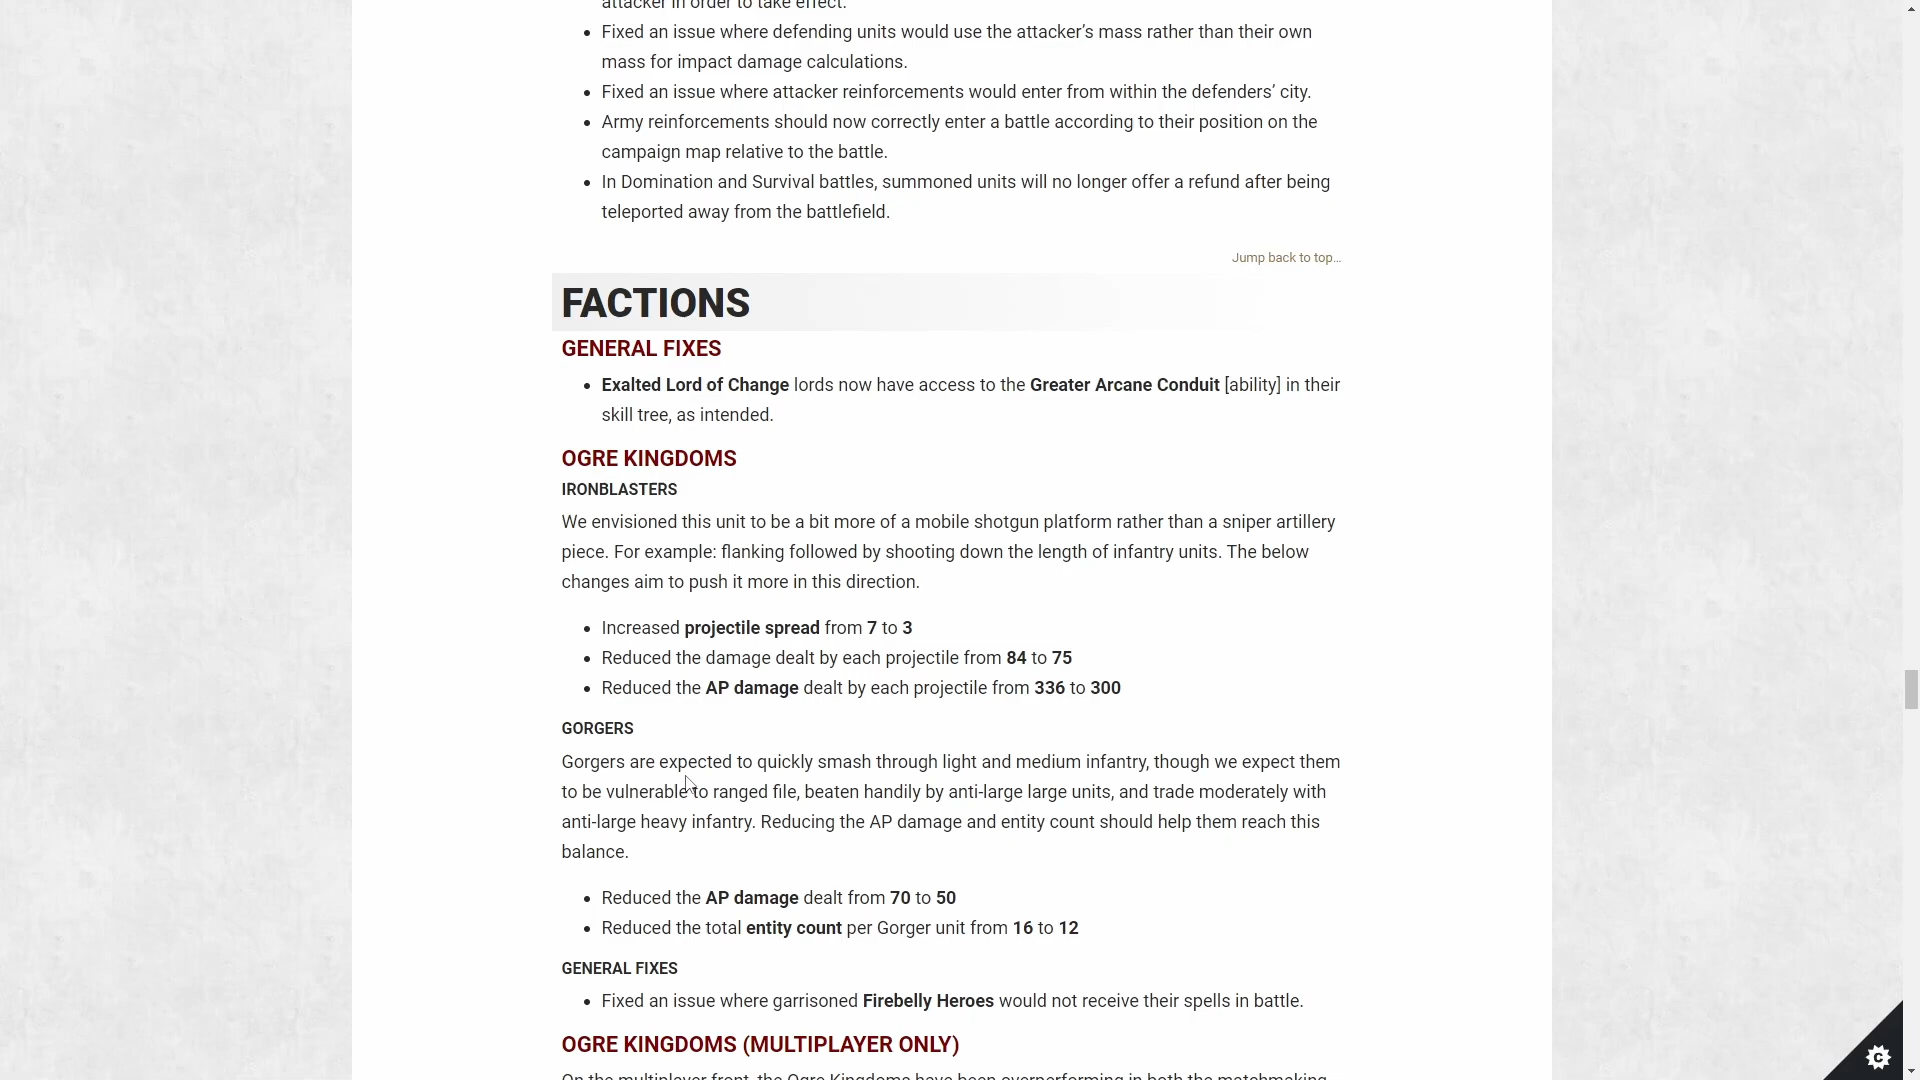 attacker in order to take effect.
Fixed an issue where defending units would use the attacker’s mass rather than their own
mass for impact damage calculations.
Fixed an issue where attacker reinforcements would enter from within the defenders’ city.
Army reinforcements should now correctly enter a battle according to their position on the
campaign map relative to the battle.
In Domination and Survival battles, summoned units will no longer offer a refund after being
teleported away from the battlefield.
Jump back to top...
FACTIONS
GENERAL FIXES
Exalted Lord of Change lords now have access to the Greater Arcane Conduit [ability] in their
skill tree, as intended.
OGRE KINGDOMS
IRONBLASTERS
We envisioned this unit to be a bit more of a mobile shotgun platform rather than a sniper artillery
piece. For example: flanking followed by shooting down the length of infantry units. The below
changes aim to push it more in this direction.
Increased projectile spread from 7 to 3
Reduced the damage dealt by each projectile from 84 to 75
Reduced the AP damage dealt by each projectile from 336 to 300
GORGERS
Gorgers are expected to quickly smash through light and medium infantry, though we expect them
to be vulnerable to ranged file, beaten handily by anti-large large units, and trade moderately with
anti-large heavy infantry. Reducing the AP damage and entity count should help them reach this
balance.
Reduced the AP damage dealt from 70 to 50
Reduced the total entity count per Gorger unit from 16 to 12
GENERAL FIXES
Fixed an issue where garrisoned Firebelly Heroes would not receive their spells in battle.
OGRE KINGDOMS (MULTIPLAYER ONLY)
On the multiplayer front, the Ogre Kingdoms have been overperforming in both the matchmaking
C